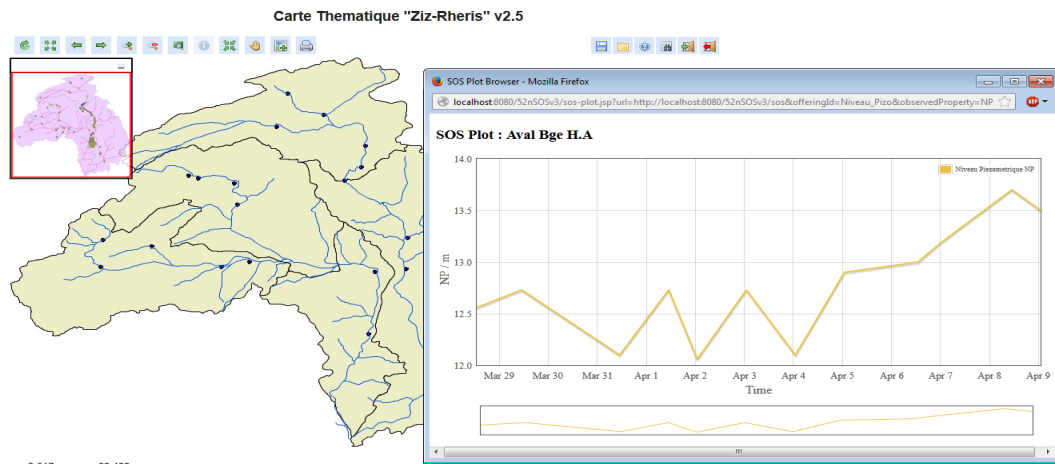 Carte Thematique "Ziz-Rheris" v2.5
SOS Plot Browser - Mozilla Firefox
localhost:8080/52nSOSv3/sos-plot.jsp?url=http://localhost:8080/52nSOSv3/sos&offeringId=Niveau_Pizo&observedProperty=NP
ABP
SOS Plot : Aval Bge H.A
14.0
Niveau Piezometrique NP
13.5
13.0
NP / m
12.5
12.0
Mar 29 Mar 30 Mar 31 Apr 1 Apr 2 Apr 3 Apr 4 Apr 5 Apr 6 Apr 7 Apr 8 Apr 9
Time